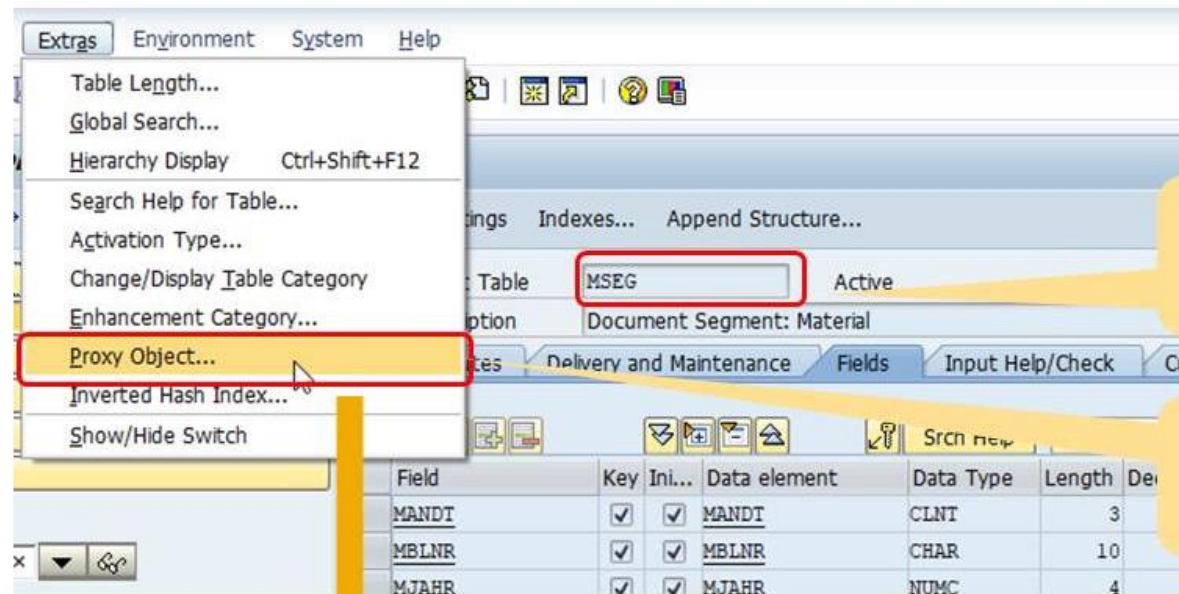 Extras Environment System Help
Table Length...
Global Search...
Hierarchy Display Ctrl+Shift+F12
Search Help for Table...
Activation Type...
Change/Display Table Category
Enhancement Category...
Proxy Object...
Inverted Hash Index...
Show/Hide Switch
Indexes... Append Structure...
Table MSEG Active
Document Segment: Material
Delivery and Maintenance Fields Input Help/Check
Srch Help
Field Key Ini... Data element Data Type Length
MANDT MANDT CLNT 3
MBLNR MBLNR CHAR 10
MJAHR MJAHR NUMC 4